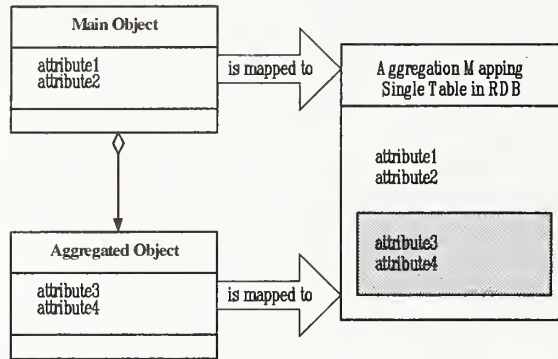 Main Object
attribute1
attribute2
is mapped to
Aggregation Mapping
Single Table in RDB
attribute1
attribute2
Aggregated Object
attribute3
attribute4
is mapped to
attribute3
attribute4